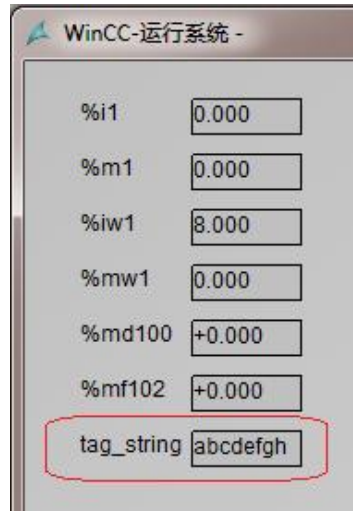 WinCC-运行系统 -
%i1 0.000
%m1 0.000
%iw1 8.000
%mw1 0.000
%md100 +0.000
%mf102 +0.000
tag_string abcdefgh